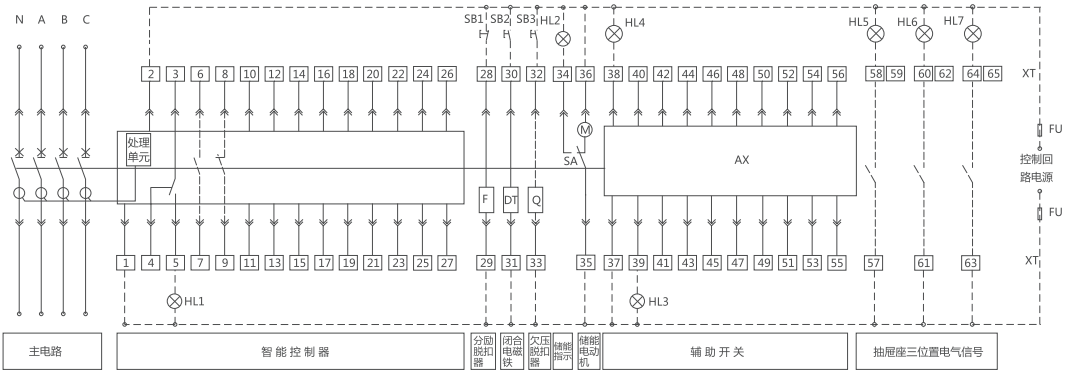 N A B C
SB1 SB2 SB3 HL2 HL4 HL5 HL6 HL7
2 3 6 8 10 12 14 16 18 20 22 24 26 28 30 32 34 36 38 40 42 44 46 48 50 52 54 56 58 59 60 62 64 65 XT
FU
M
处理
单元
AX
SA
控制回
路电源
F DT Q
FU
1 4 5 7 9 11 13 15 17 19 21 23 25 27 29 31 33 35 37 39 41 43 45 47 49 51 53 55 57 61 63 XT
HL1 HL3
主电路
智能控制器
分励
脱扣
器
闭合
电磁
铁
欠压
脱扣
器
储能
指示
储能
电动
机
辅助开关
抽屉座三位置电气信号